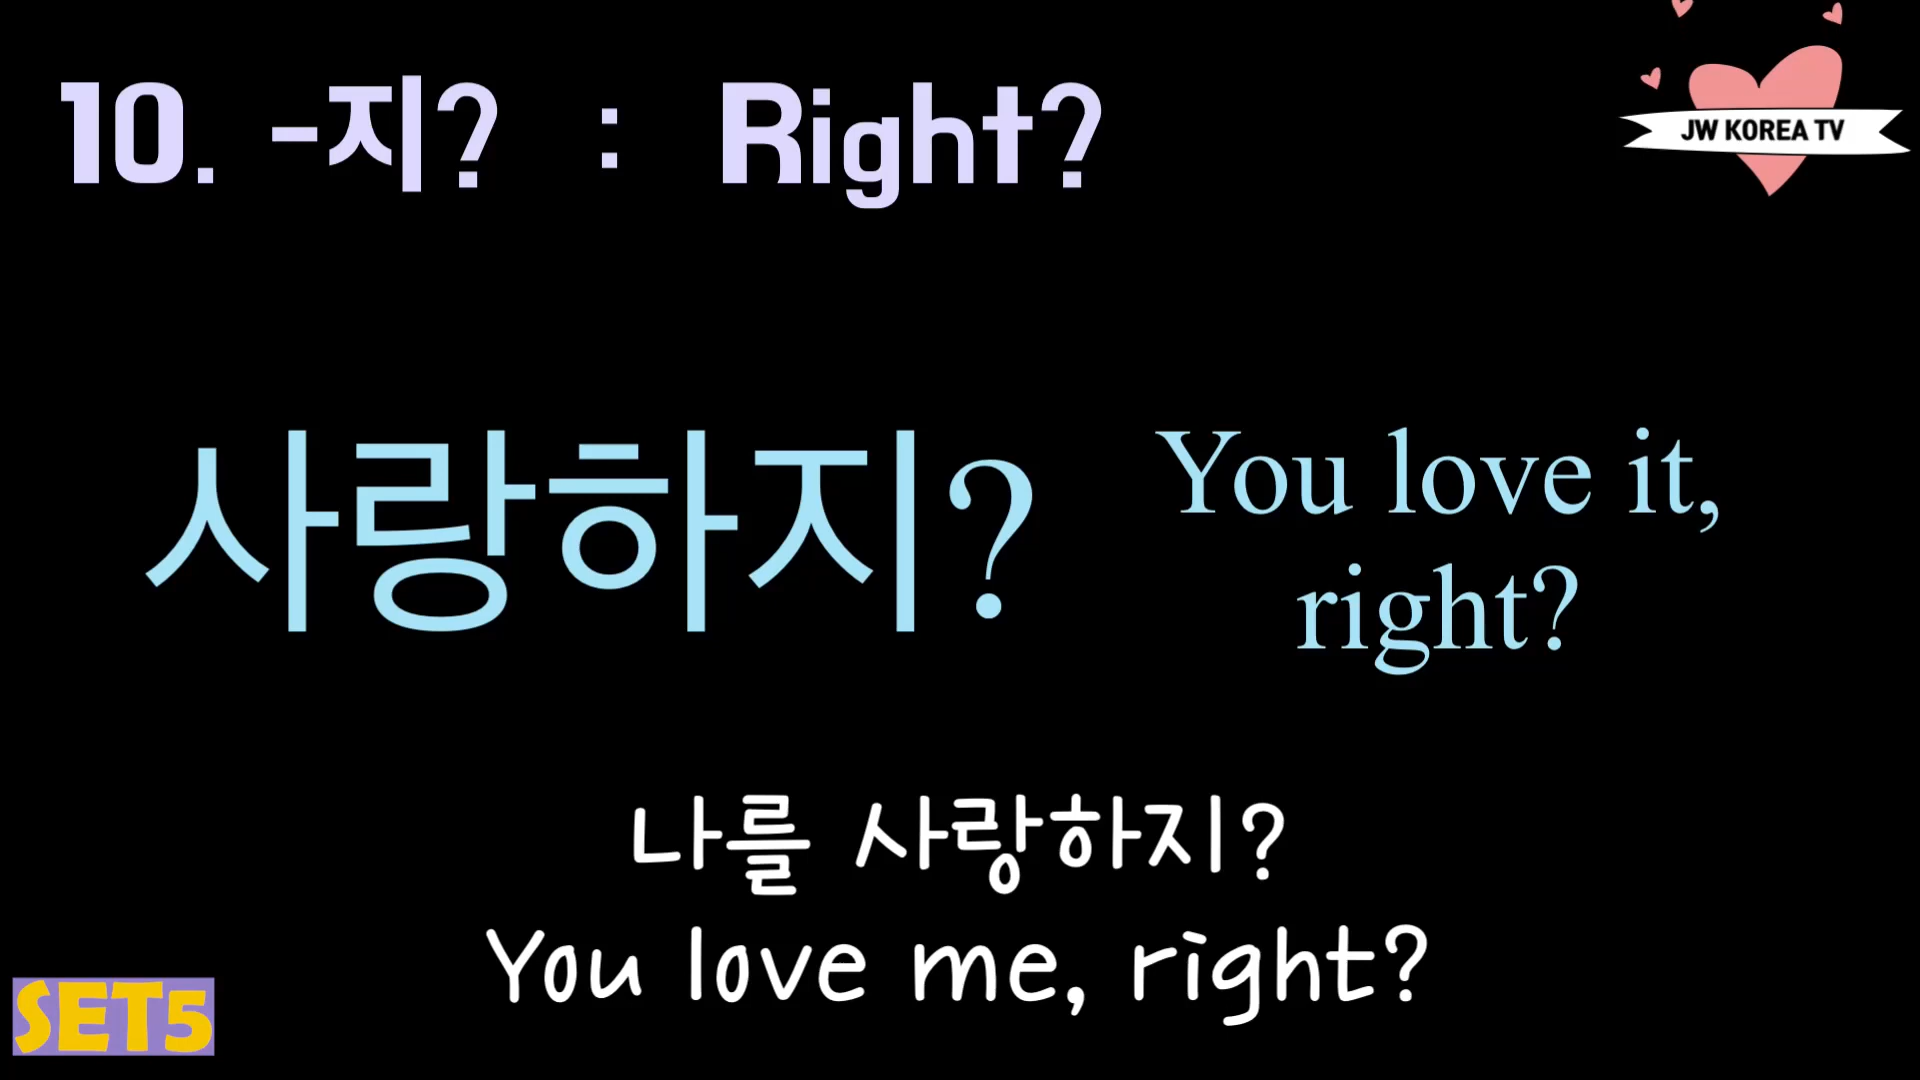 10. -지? : Right?
JW KOREA TV
사랑하지?
You love it,
right?
나를 사랑하지?
You love me, right?
SET5